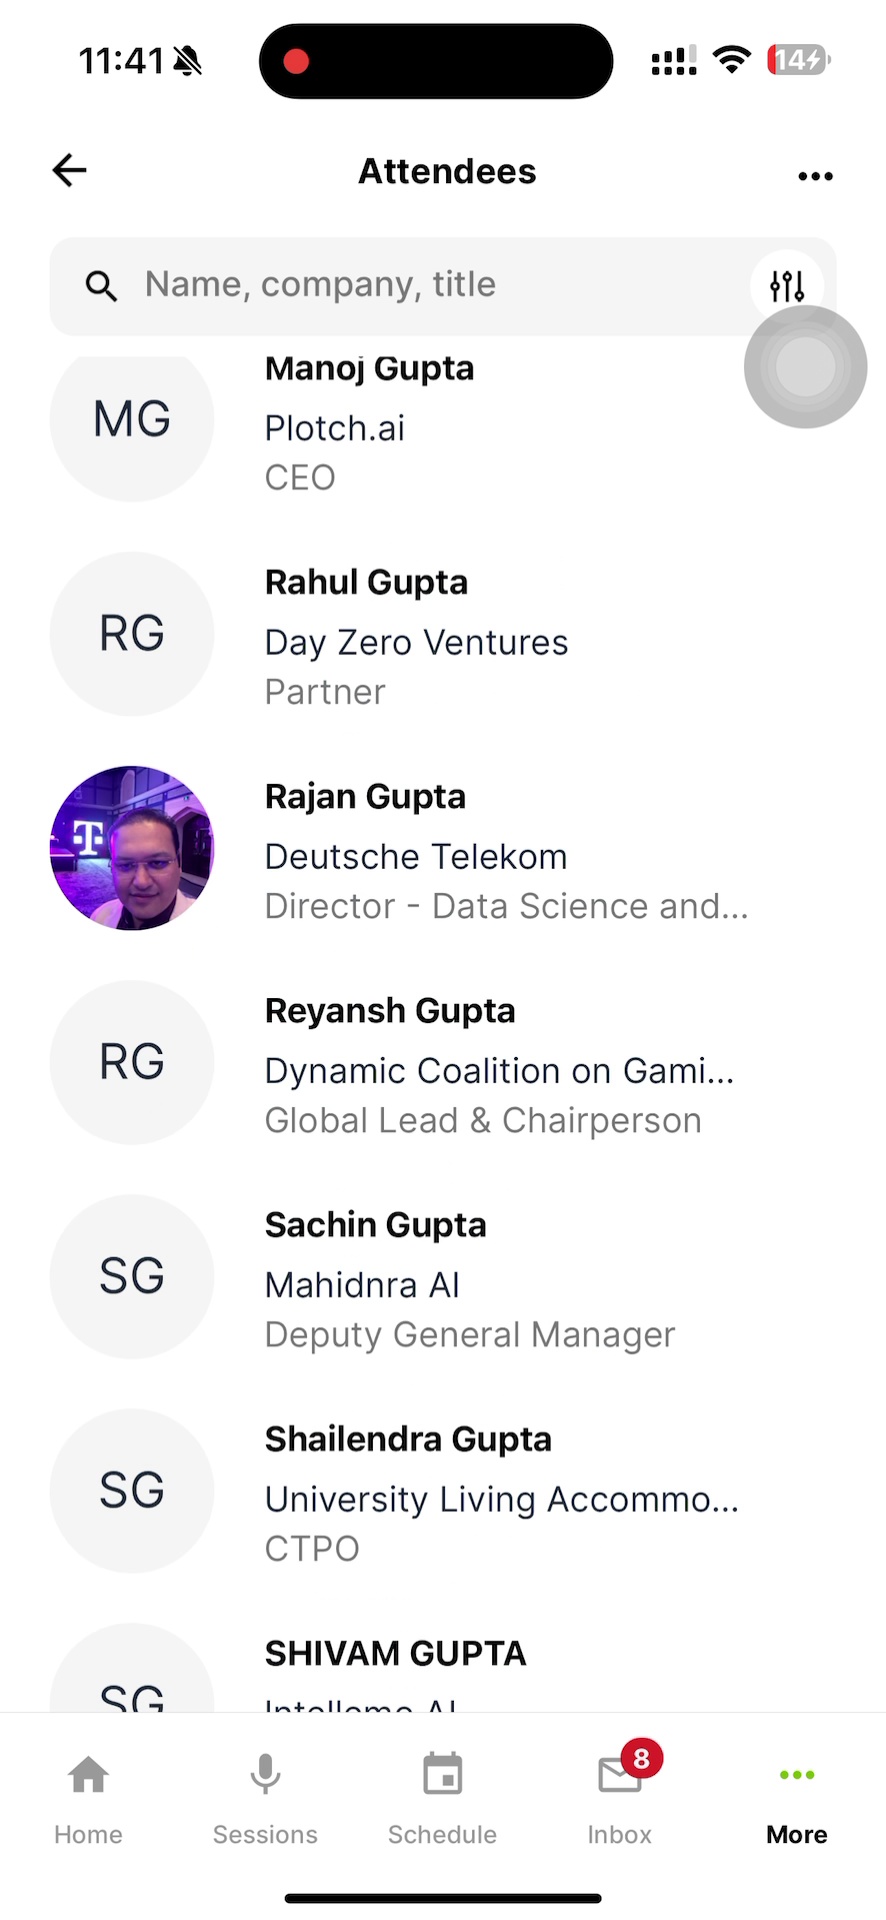 11:41
14
Attendees
Name, company, title
MG
Manoj Gupta
Plotch.ai
CEO
RG
Rahul Gupta
Day Zero Ventures
Partner
T
Rajan Gupta
Deutsche Telekom
Director - Data Science and...
RG
Reyansh Gupta
Dynamic Coalition on Gami...
Global Lead & Chairperson
SG
Sachin Gupta
Mahidnra AI
Deputy General Manager
SG
Shailendra Gupta
University Living Accommo...
CTPO
SG
SHIVAM GUPTA
8
Home
Sessions
Schedule
Inbox
More